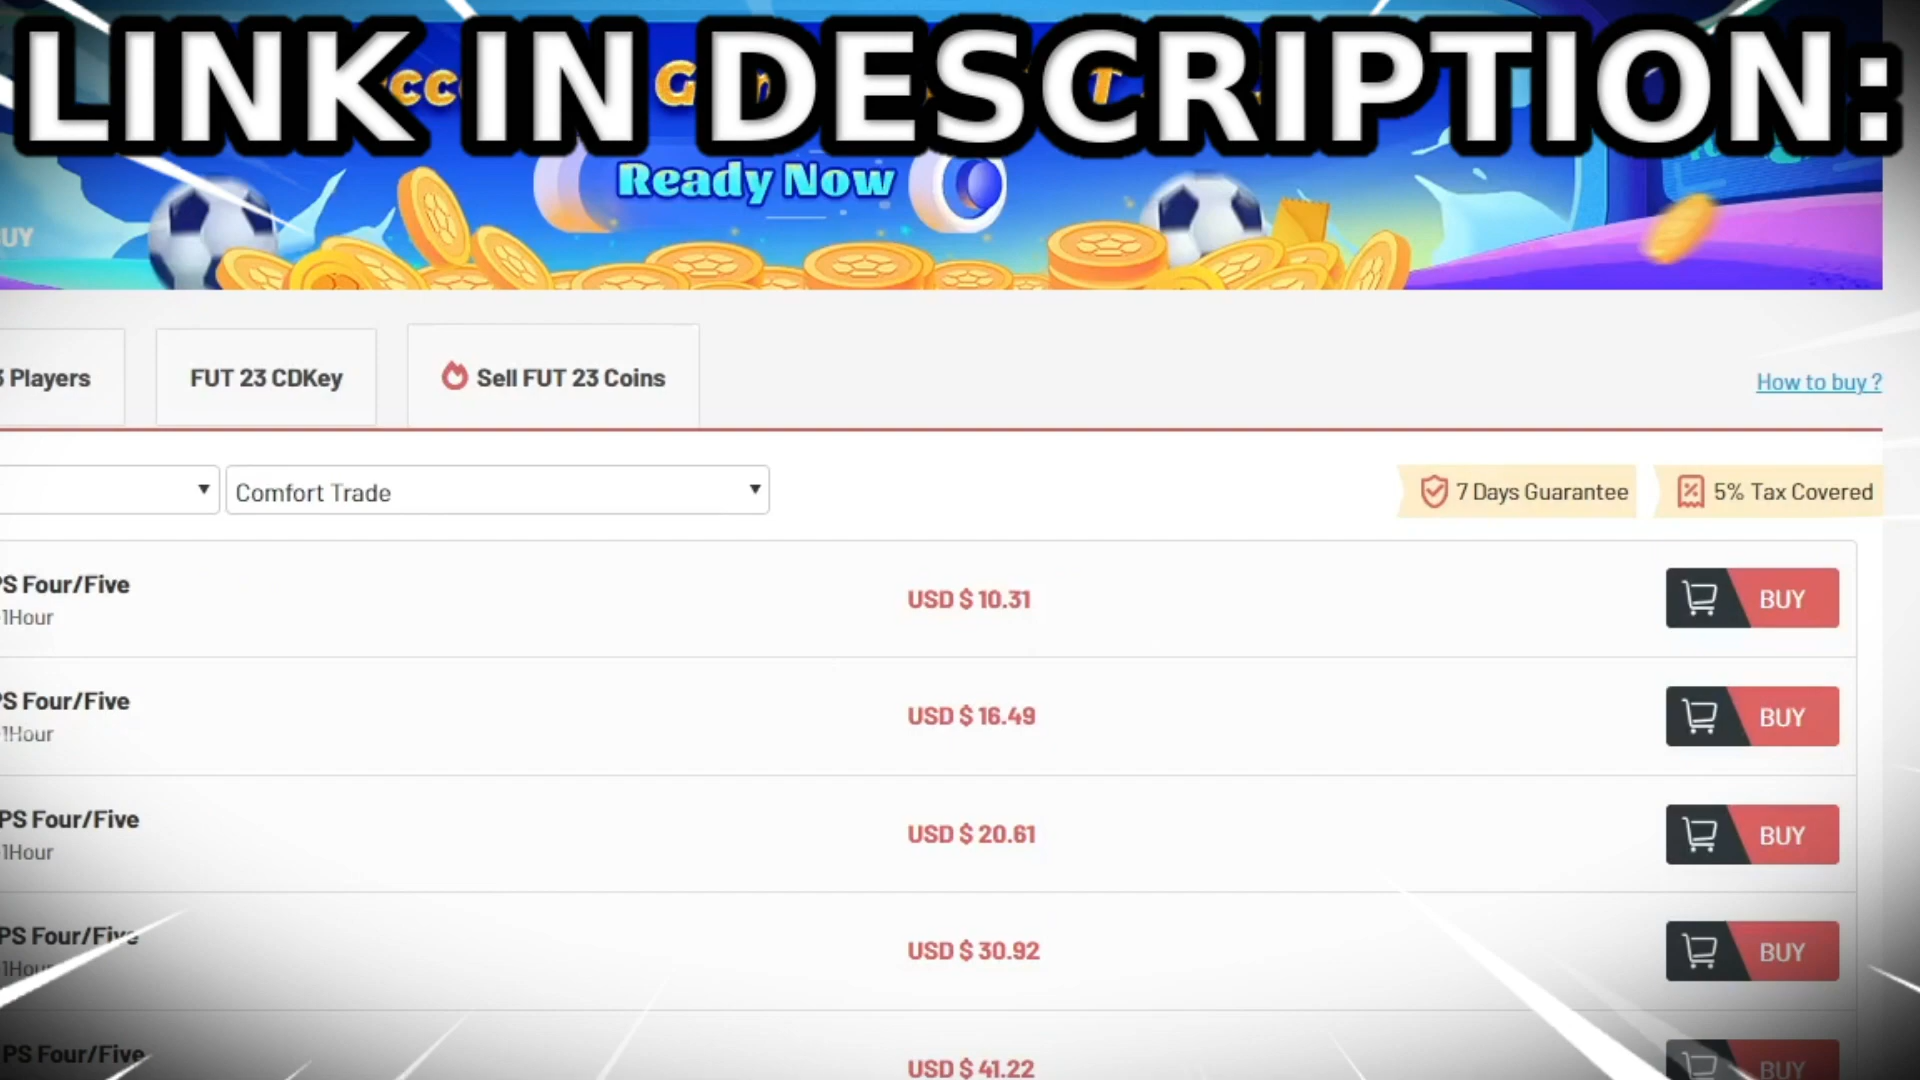 LINK IN DESCRIPTION:
Ready Now
BUY
Players
FUT 23 CDKey
Sell FUT 23 Coins
How to buy ?
Comfort Trade
7 Days Guarantee
5% Tax Covered
PS Four/Five
1Hour
USD $ 10.31
BUY
PS Four/Five
1Hour
USD $ 16.49
BUY
PS Four/Five
1Hour
USD $ 20.61
BUY
PS Four/Five
1Hour
USD $ 30.92
BUY
PS Four/Five
USD $ 41.22
BUY